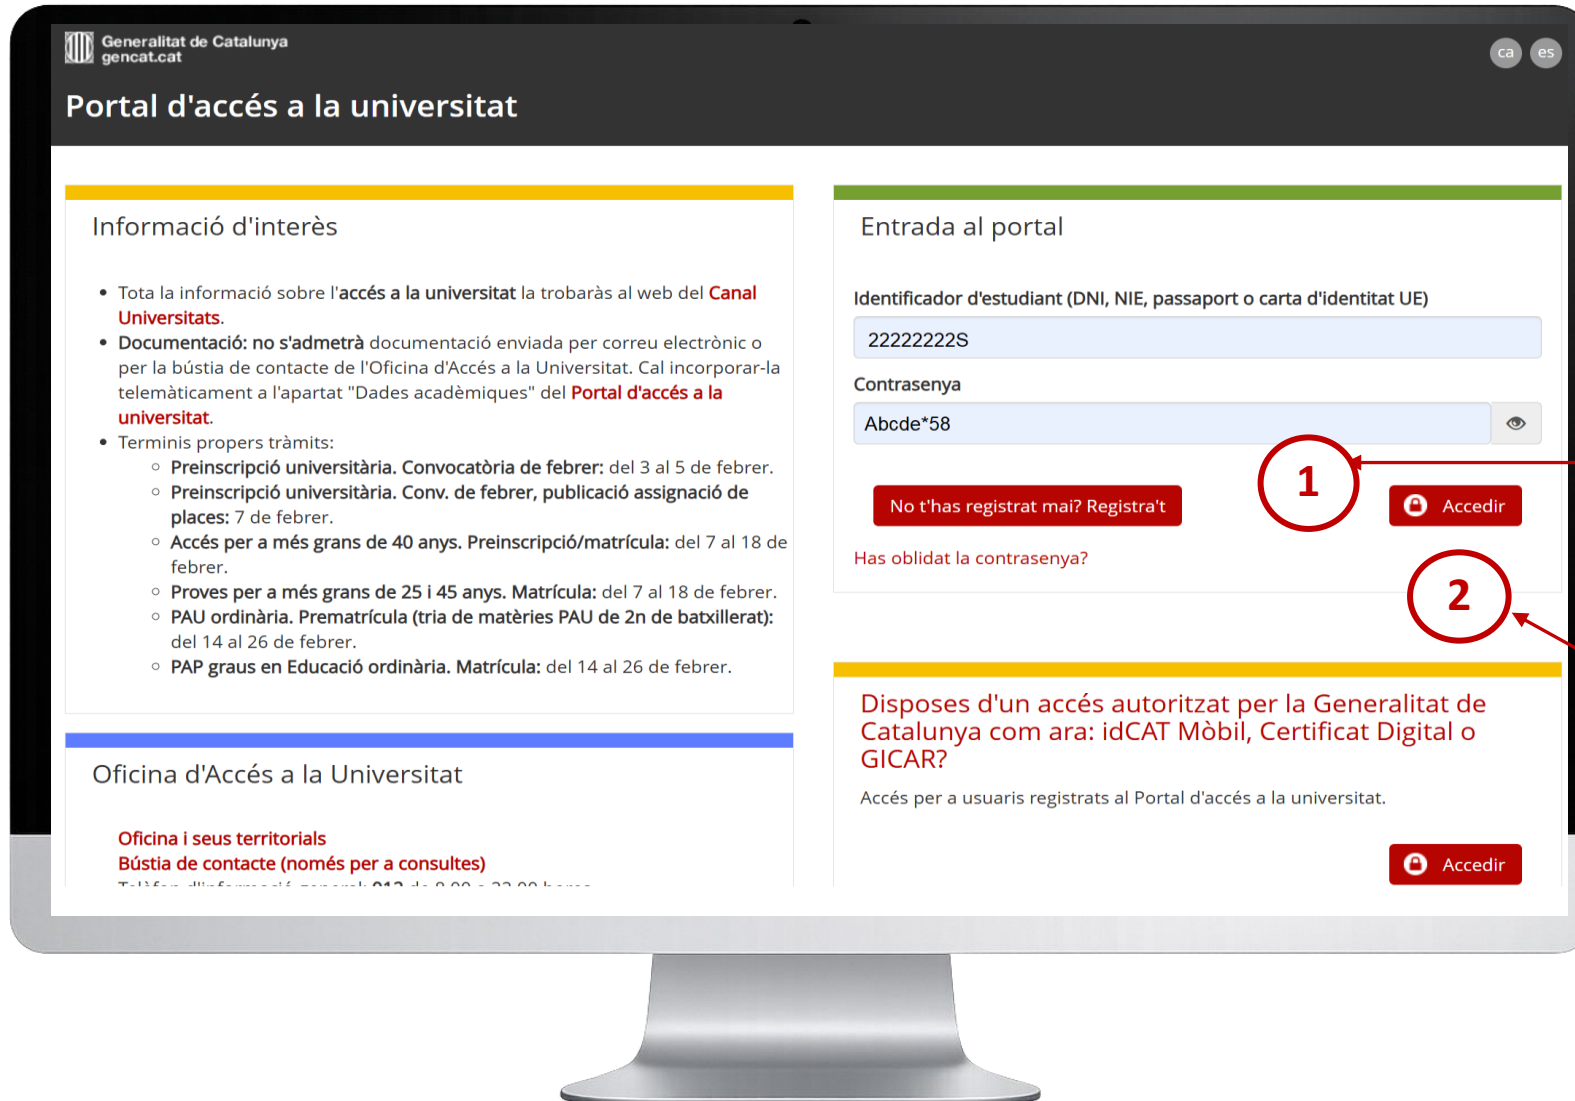 Generalitat de Catalunya
gencat.cat
ca es
Portal d'accés a la universitat
Informació d'interès
Tota la informació sobre l'accés a la universitat la trobaràs al web del Canal
Universitats.
Documentació: no s'admetrà documentació enviada per correu electrònic o
per la bústia de contacte de l'Oficina d'Accés a la Universitat. Cal incorporar-la
telemàticament a l'apartat "Dades acadèmiques" del Portal d'accés a la
universitat.
Terminis propers tràmits:
Preinscripció universitària. Convocatòria de febrer: del 3 al 5 de febrer.
Preinscripció universitària. Conv. de febrer, publicació assignació de
places: 7 de febrer.
Accés per a més grans de 40 anys. Preinscripció/matrícula: del 7 al 18 de
febrer.
Proves per a més grans de 25 i 45 anys. Matrícula: del 7 al 18 de febrer.
PAU ordinària. Prematrícula (tria de matèries PAU de 2n de batxillerat):
del 14 al 26 de febrer.
PAP graus en Educació ordinària. Matrícula: del 14 al 26 de febrer.
Oficina d'Accés a la Universitat
Oficina i seus territorials
Bústia de contacte (només per a consultes)
Entrada al portal
Identificador d'estudiant (DNI, NIE, passaport o carta d'identitat UE)
22222222S
Contrasenya
Abcde*58
1
No t'has registrat mai? Registra't
Accedir
Has oblidat la contrasenya?
2
Disposes d'un accés autoritzat per la Generalitat de
Catalunya com ara: idCAT Mòbil, Certificat Digital o
GICAR?
Accés per a usuaris registrats al Portal d'accés a la universitat.
Accedir